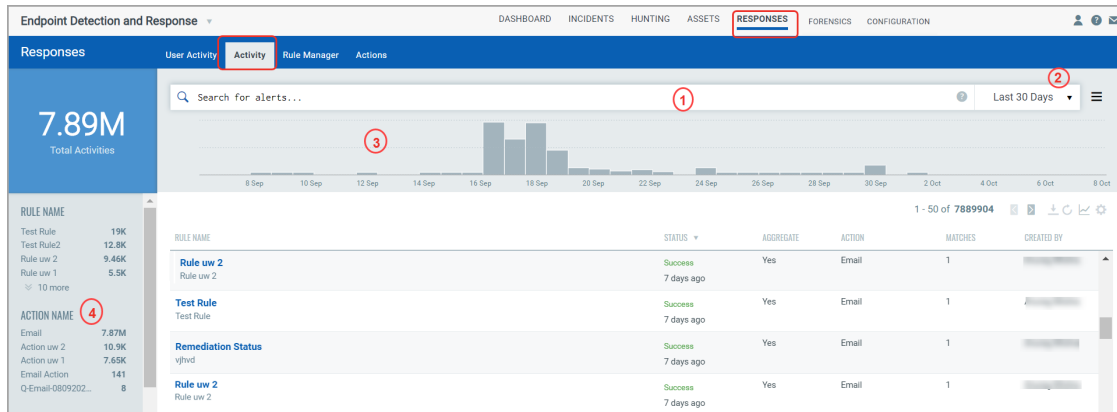 Endpoint Detection and Response
DASHBOARD INCIDENTS HUNTING ASSETS RESPONSES FORENSICS CONFIGURATION
Responses
User Activity Activity Rule Manager Actions
7.89M
Total Activities
Search for alerts...
1
Last 30 Days
2
3
8 Sep 10 Sep 12 Sep 14 Sep 16 Sep 18 Sep 20 Sep 22 Sep 24 Sep 26 Sep 28 Sep 30 Sep 2 Oct 4 Oct 6 Oct 8 Oct
1 - 50 of 7889904
RULE NAME
Test Rule 19K
Test Rule2 12.8K
Rule uw 2 9.46K
Rule uw 1 5.5K
10 more
ACTION NAME
4
Email 7.87M
Action uw 2 10.9K
Action uw 1 7.65K
Email Action 141
Q-Email-0809202... 8
RULE NAME STATUS AGGREGATE ACTION MATCHES CREATED BY
Rule uw 2 Success Yes Email 1
Rule uw 2 7 days ago
Test Rule Success Yes Email 1
Test Rule 7 days ago
Remediation Status Success Yes Email 1
vjhvd 7 days ago
Rule uw 2 Success Yes Email 1
Rule uw 2 7 days ago